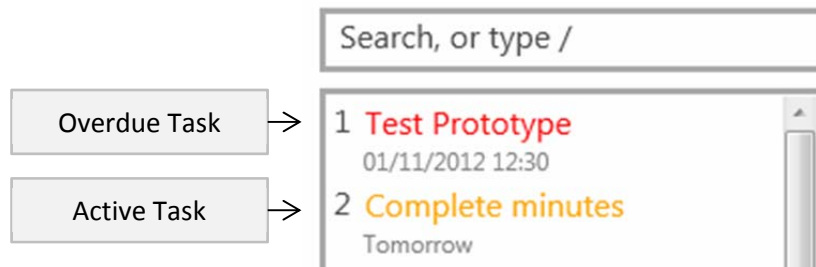 Search, or type /
Overdue Task
1 Test Prototype
01/11/2012 12:30
Active Task
2 Complete minutes
Tomorrow